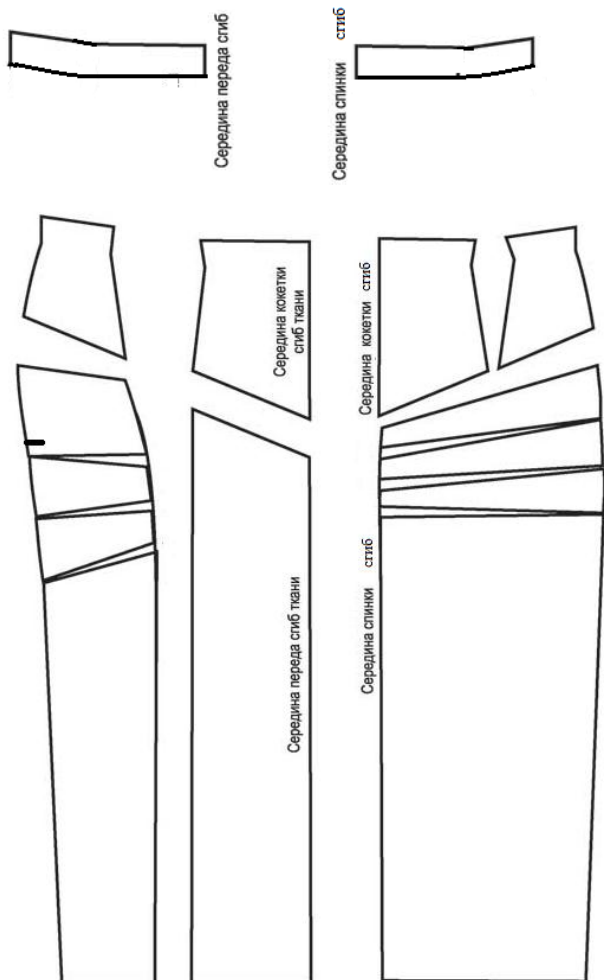 Середина переда сгиб
Середина спинки сгиб
Середина кокетки
сгиб ткани
Середина кокетки сгиб
Середина переда сгиб ткани
Середина спинки сгиб